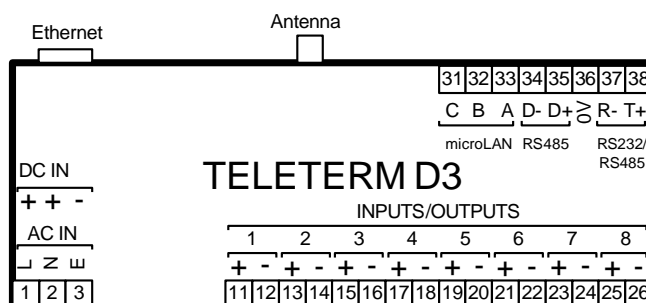 Ethernet
Antenna
31 32 33 34 35 36 37 38
C B A D- D+ 0V R- T+
microLAN RS485 RS232/
RS485
DC IN
TELETERM D3
+ + -
INPUTS/OUTPUTS
AC IN
1 2 3 4 5 6 7 8
L N E
+ - + - + - + - + - + - + - + -
1 2 3 11 12 13 14 15 16 17 18 19 20 21 22 23 24 25 26